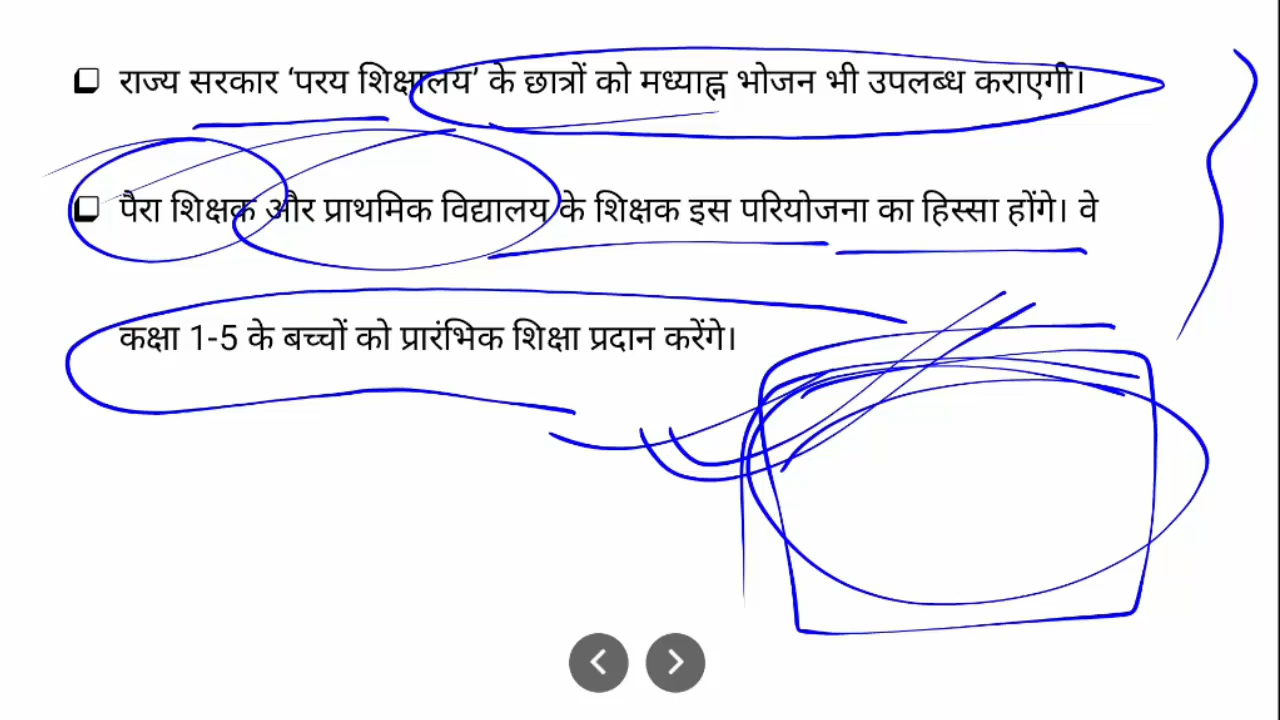 राज्य सरकार ‘परय शिक्षालय’ के छात्रों को मध्याह्न भोजन भी उपलब्ध कराएगी।
पैरा शिक्षक और प्राथमिक विद्यालय के शिक्षक इस परियोजना का हिस्सा होंगे। वे
कक्षा 1-5 के बच्चों को प्रारंभिक शिक्षा प्रदान करेंगे।